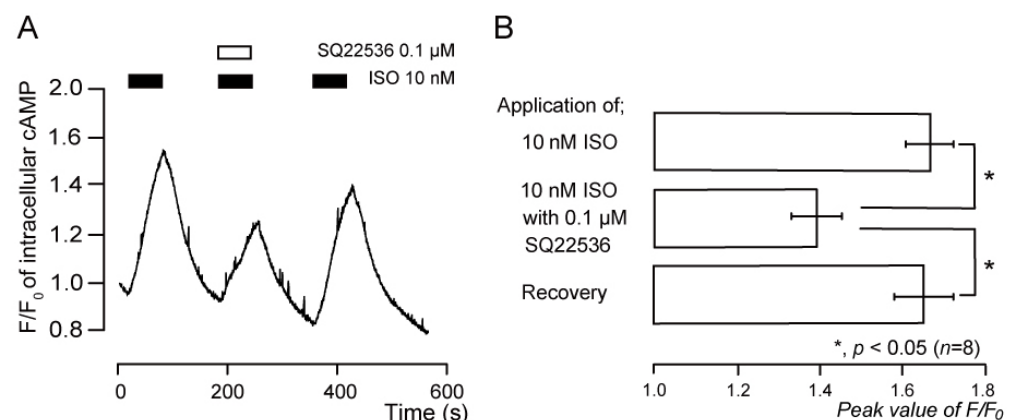 A
SQ22536 0.1 µM
ISO 10 nM
F/F0 of intracellular cAMP
2.0
1.6
1.4
1.2
1.0
0.8
0
200
400
600
Time (s)
B
Application of;
10 nM ISO
10 nM ISO
with 0.1 µM
SQ22536
Recovery
*
*
*, p < 0.05 (n=8)
1.0
1.2
1.4
1.6
1.8
Peak value of F/F0